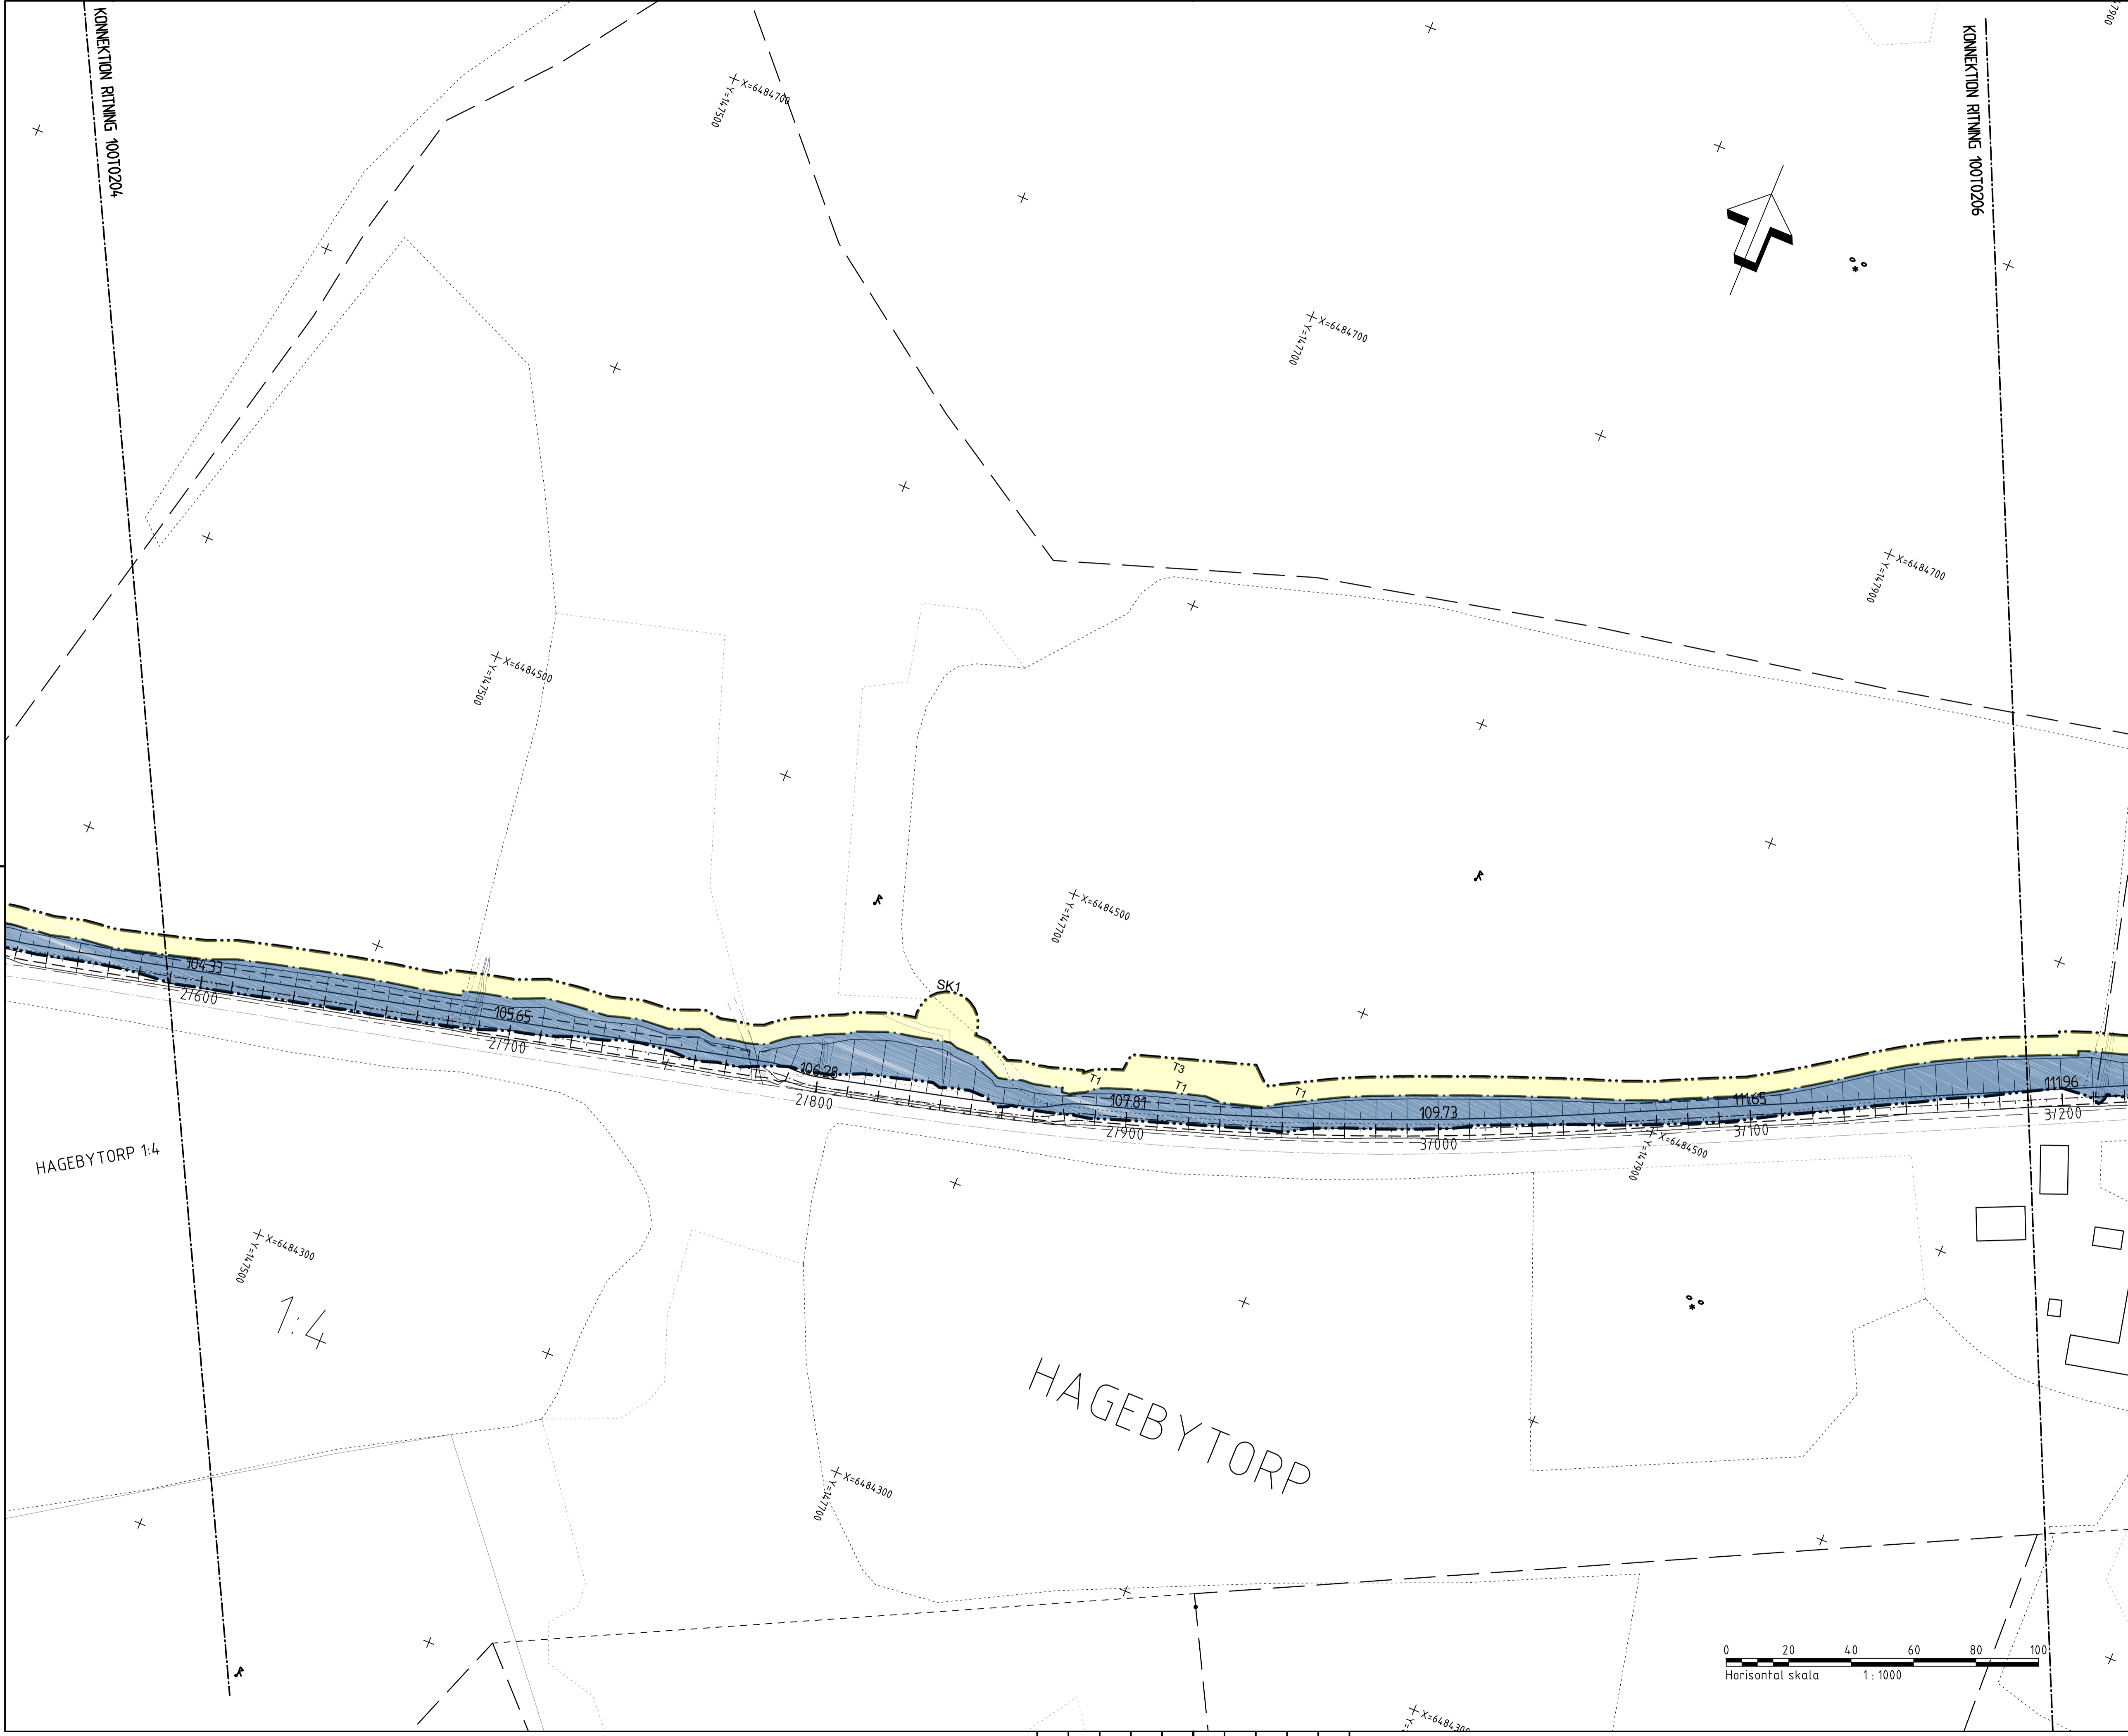 KONNEKTION RITNING 100T0204
KONNEKTION RITNING 100T0206
7900
X=6484700
Y=147500
X=6484700
Y=147700
X=6484700
Y=147900
X=6484500
Y=147500
X=6484500
Y=147700
SK1
104.33
2/600
105.65
2/700
106.28
2/800
T1
T3
T1
T1
107.81
2/900
109.73
3/000
111.65
3/100
111.96
3/200
X=6484500
Y=147900
HAGEBYTORP 1:4
X=6484300
Y=147500
1:4
HAGEBYTORP
X=6484300
Y=147700
0 20 40 60 80 100
Horisontal skala 1 : 1000
X=6484300
Y=